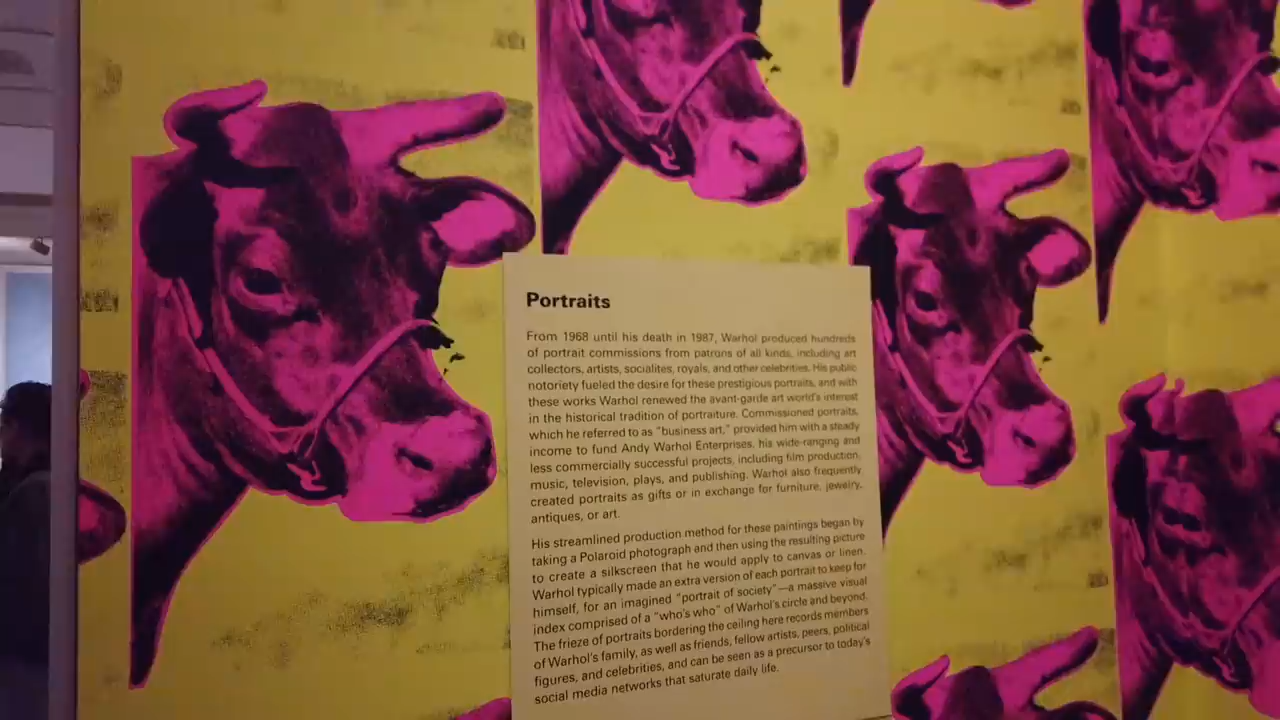 Portraits
From 1968 until his death in 1987, Warhol produced hundreds
of portrait commissions from patrons of all kinds, including art
collectors, artists, socialites, royals, and other celebrities. His public
notoriety fueled the desire for these prestigious portraits, and with
these works Warhol renewed the avant-garde art world's interest
in the historical tradition of portraiture. Commissioned portraits,
which he referred to as "business art," provided him with a steady
income to fund Andy Warhol Enterprises, his wide-ranging and
less commercially successful projects, including film production,
music, television, plays, and publishing. Warhol also frequently
created portraits as gifts or in exchange for furniture, jewelry,
antiques, or art.
His streamlined production method for these paintings began by
taking a Polaroid photograph and then using the resulting picture
to create a silkscreen that he would apply to canvas or linen.
Warhol typically made an extra version of each portrait to keep for
himself, for an imagined "portrait of society"—a massive visual
index comprised of a "who's who" of Warhol's circle and beyond.
The frieze of portraits bordering the ceiling here records members
of Warhol's family, as well as friends, fellow artists, peers, political
figures, and celebrities, and can be seen as a precursor to today's
social media networks that saturate daily life.